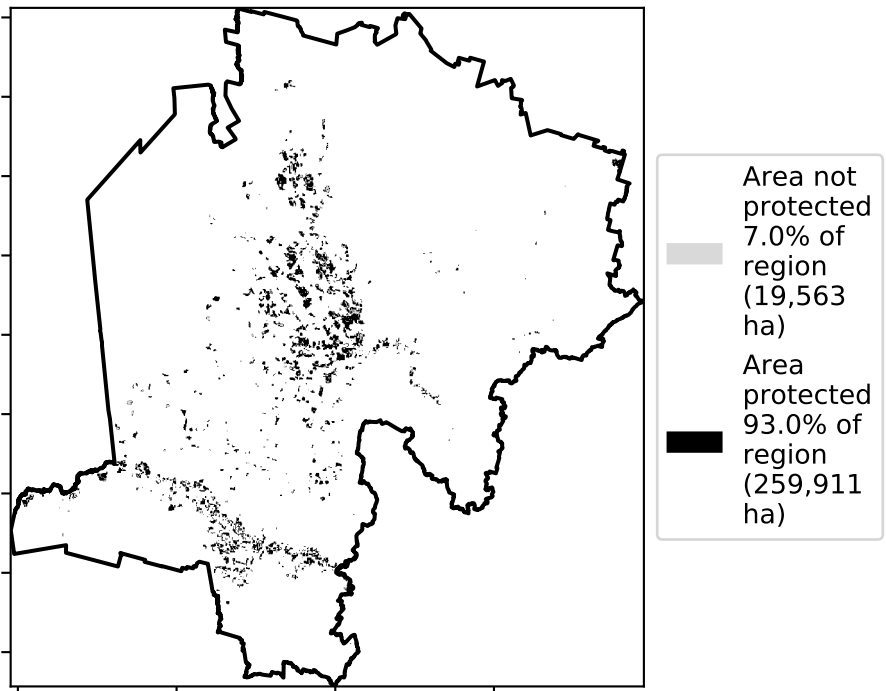 Area not
protected
7.0% of
region
(19,563
ha)
Area
protected
93.0% of
region
(259,911
ha)